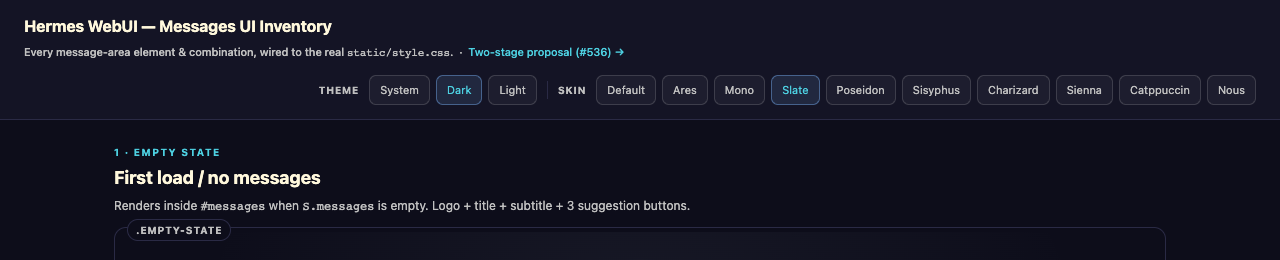 Hermes WebUI — Messages UI Inventory
Every message-area element & combination, wired to the real static/style.css. · Two-stage proposal (#536) →
THEME System Dark Light SKIN Default Ares Mono Slate Poseidon Sisyphus Charizard Sienna Catppuccin Nous
1 · EMPTY STATE
First load / no messages
Renders inside #messages when S.messages is empty. Logo + title + subtitle + 3 suggestion buttons.
.EMPTY-STATE